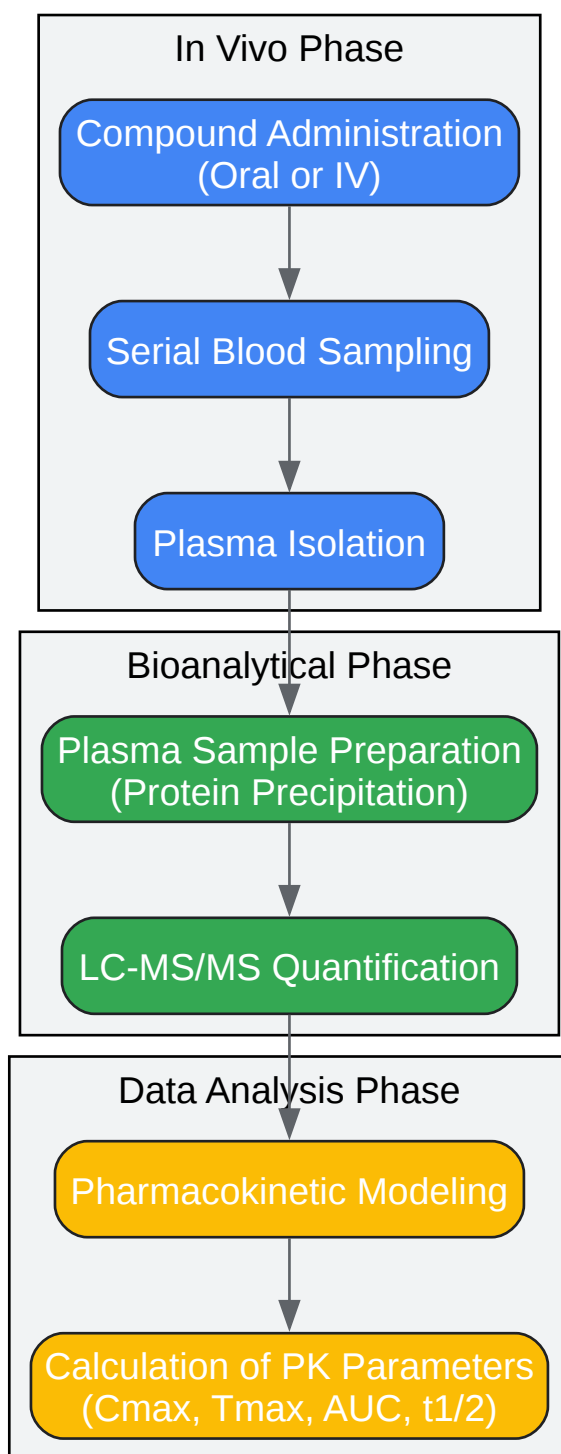 In Vivo Phase
Compound Administration
(Oral or IV)
Serial Blood Sampling
Plasma Isolation
Bioanalytical Phase
Plasma Sample Preparation
(Protein Precipitation)
LC-MS/MS Quantification
Data Analysis Phase
Pharmacokinetic Modeling
Calculation of PK Parameters
(Cmax, Tmax, AUC, t1/2)